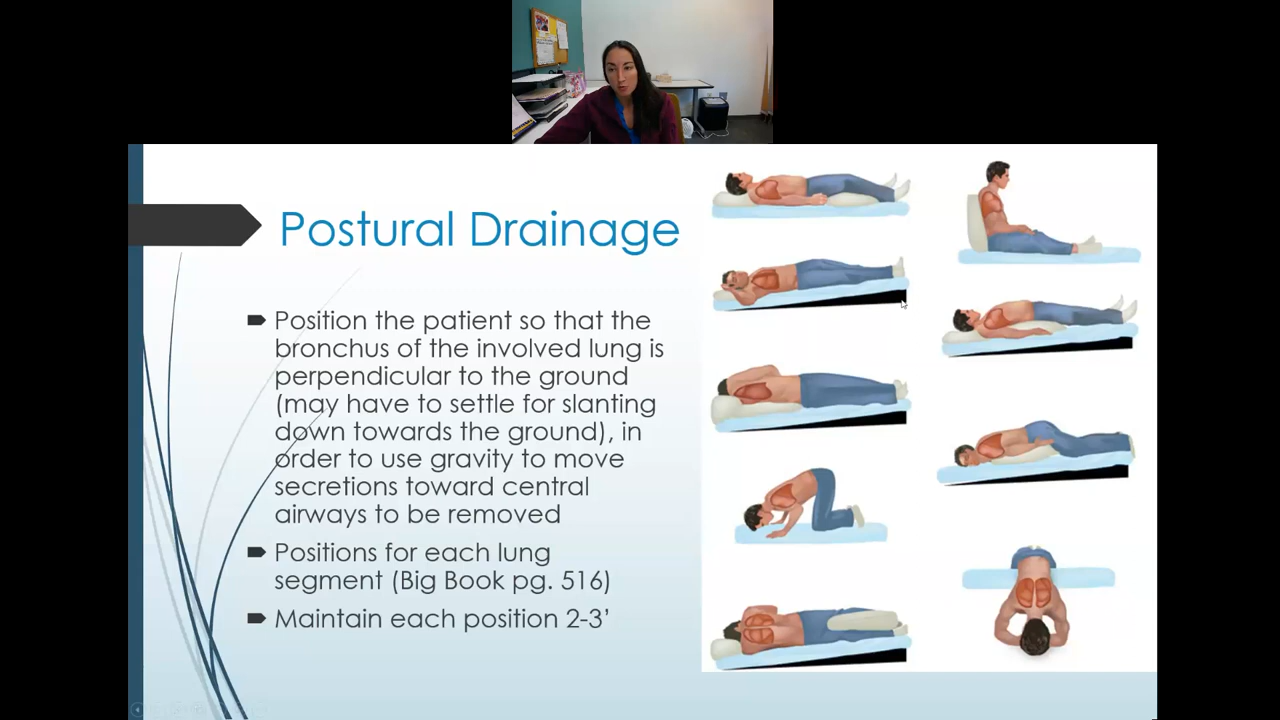 Postural Drainage
Position the patient so that the
bronchus of the involved lung is
perpendicular to the ground
(may have to settle for slanting
down towards the ground), in
order to use gravity to move
secretions toward central
airways to be removed
Positions for each lung
segment (Big Book pg. 516)
Maintain each position 2-3’